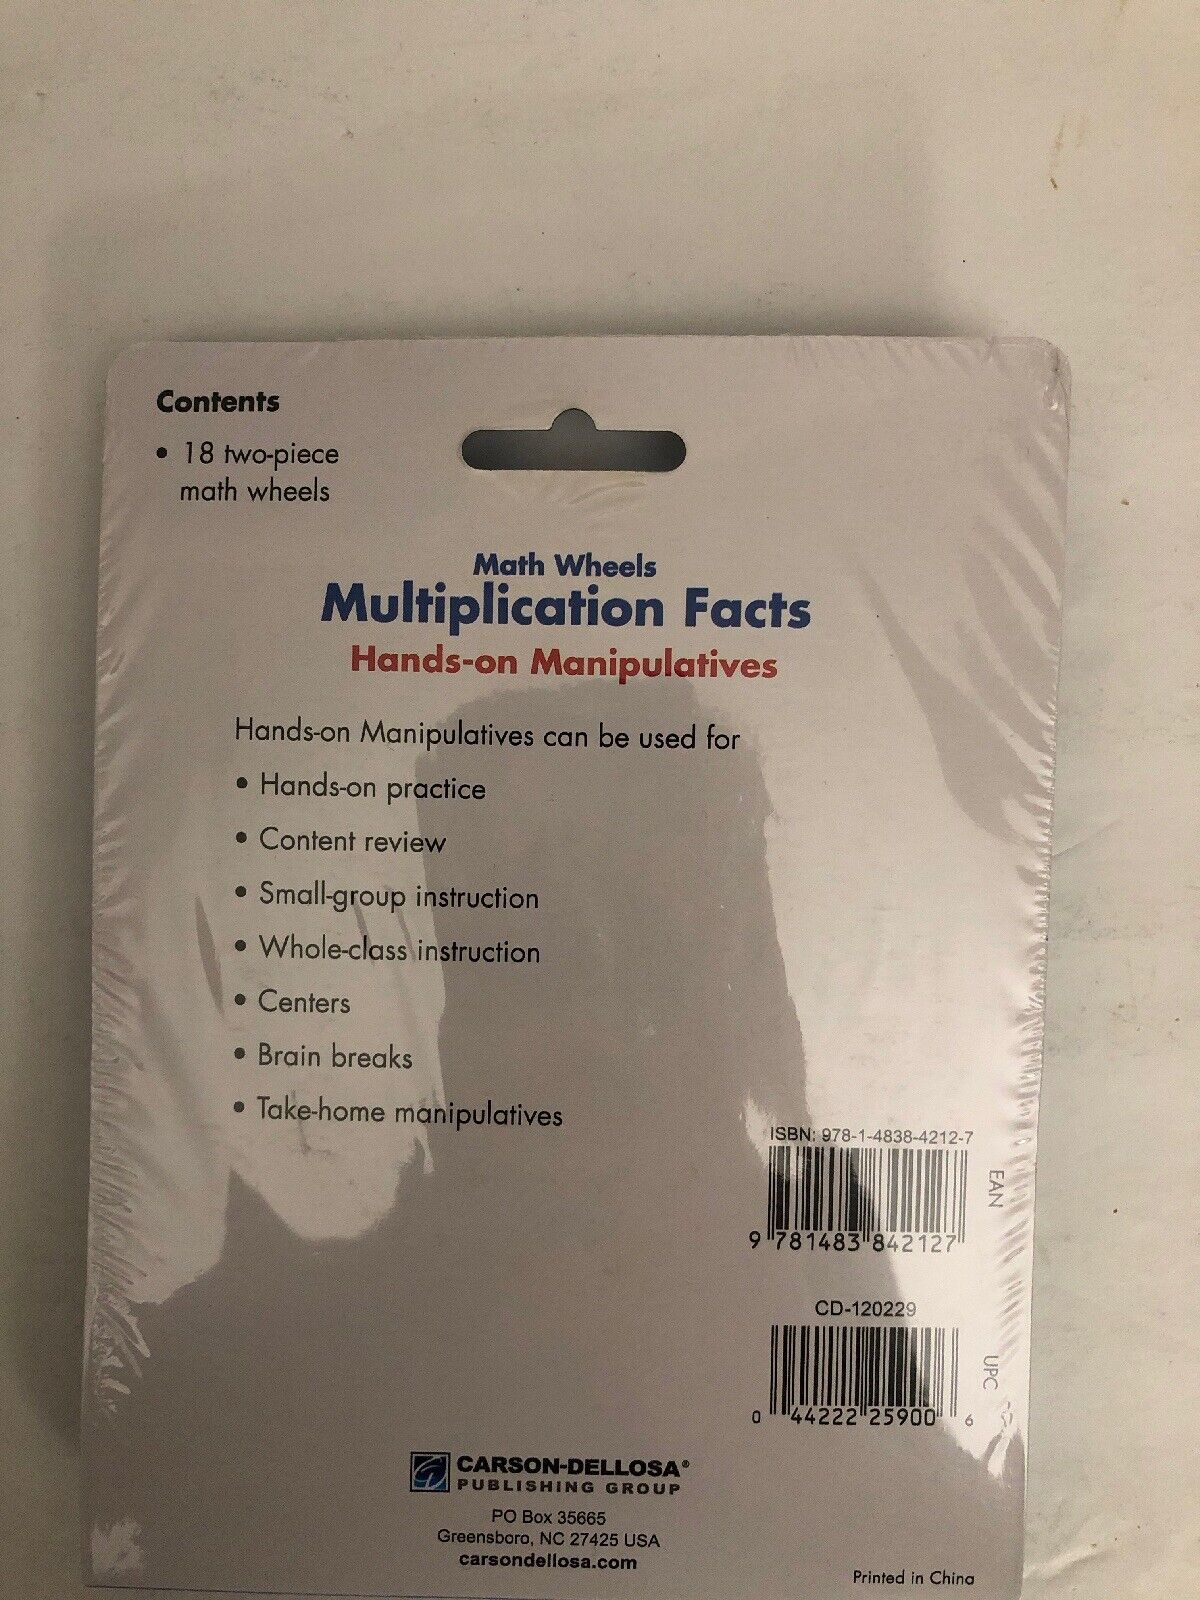 Contents
• 18 two-piece
math wheels
Math Wheels
Multiplication Facts
Hands-on Manipulatives
Hands-on Manipulatives can be used for
• Hands-on practice
• Content review
• Small-group instruction
• Whole-class instruction
• Centers
• Brain breaks
• Take-home manipulatives
ISBN: 978-1-4838-4212-7
EAN
9 781483 842127
CD-120229
UPC
0 44222 25900 6
CARSON-DELLOSA®
PUBLISHING GROUP
PO Box 35665
Greensboro, NC 27425 USA
carsondellosa.com
Printed in China